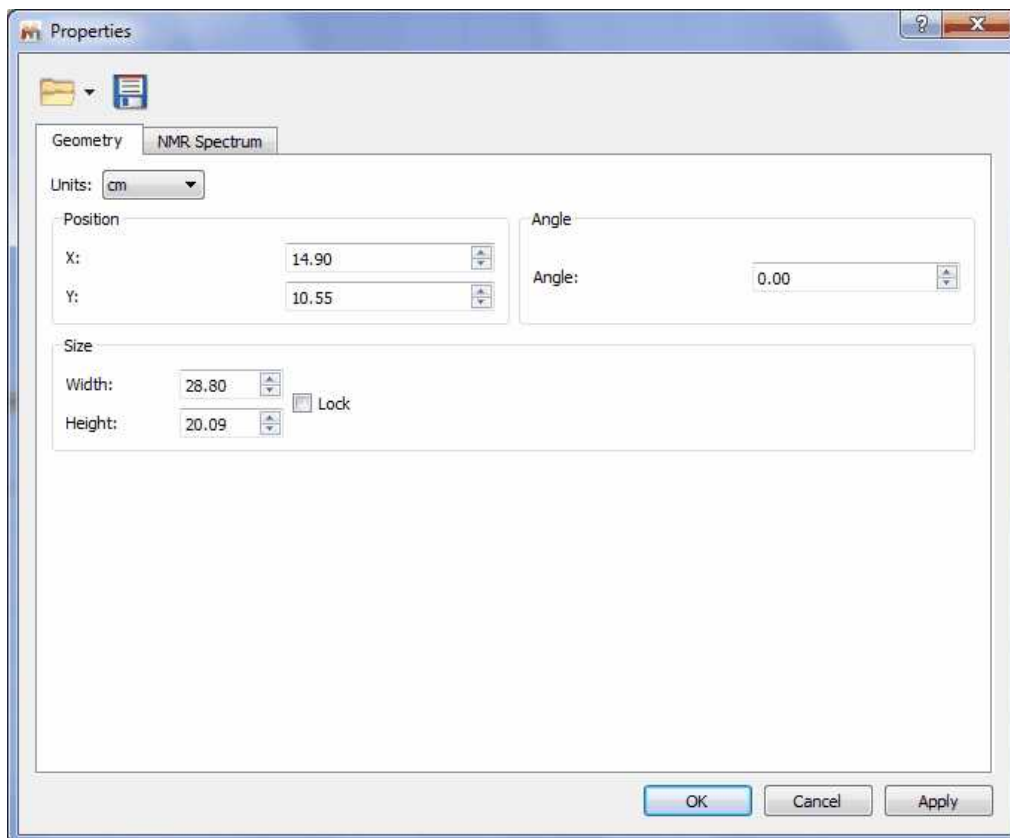 Properties
Geometry NMR Spectrum
Units: cm
Position
X: 14.90
Y: 10.55
Angle
Angle: 0.00
Size
Width: 28.80
Height: 20.09
Lock
OK Cancel Apply